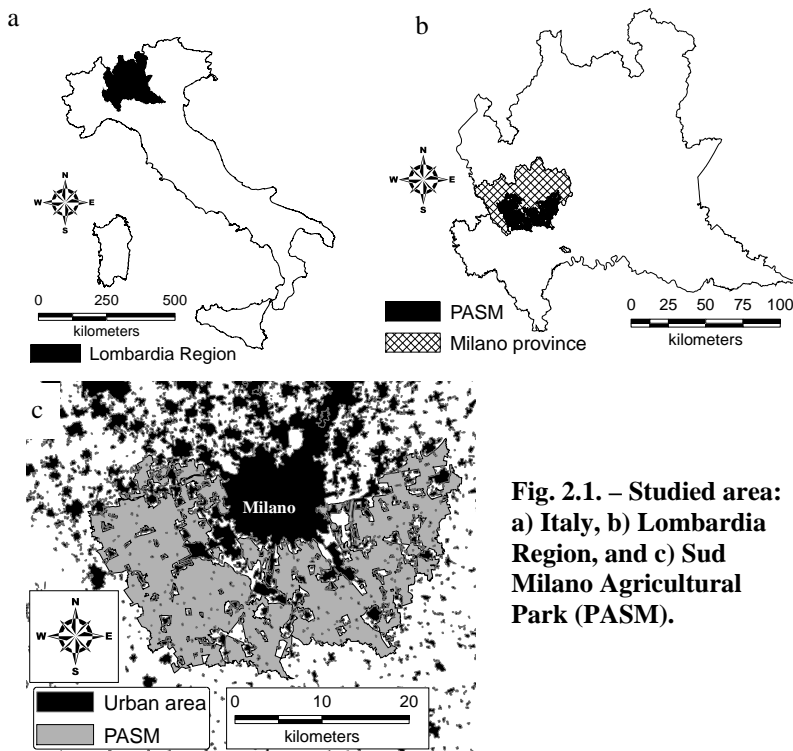 a
N
W E
S
0 250 500
kilometers
Lombardia Region
b
N
W E
S
PASM
Milano province
0 25 50 75 100
kilometers
c
Milano
N
W E
S
Urban area
PASM
0 10 20
kilometers
Fig. 2.1. – Studied area:
a) Italy, b) Lombardia
Region, and c) Sud
Milano Agricultural
Park (PASM).